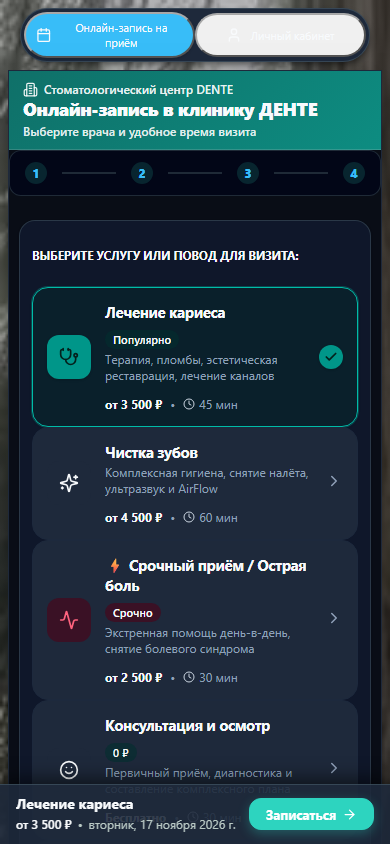 Онлайн-запись на
приём
Личный кабинет
Стоматологический центр DENTE
Онлайн-запись в клинику ДЕНТЕ
Выберите врача и удобное время визита
1 2 3 4
ВЫБЕРИТЕ УСЛУГУ ИЛИ ПОВОД ДЛЯ ВИЗИТА:
Лечение кариеса
Популярно
Терапия, пломбы, эстетическая
реставрация, лечение каналов
от 3 500 ₽ • 45 мин
Чистка зубов
Комплексная гигиена, снятие налёта,
ультразвук и AirFlow
от 4 500 ₽ • 60 мин
⚡ Срочный приём / Острая
боль
Срочно
Экстренная помощь день-в-день,
снятие болевого синдрома
от 2 500 ₽ • 30 мин
Консультация и осмотр
0 ₽
Первичный приём, диагностика и
составление комплексного плана
Бесплатно
Лечение кариеса
от 3 500 ₽ • вторник, 17 ноября 2026 г.
Записаться →